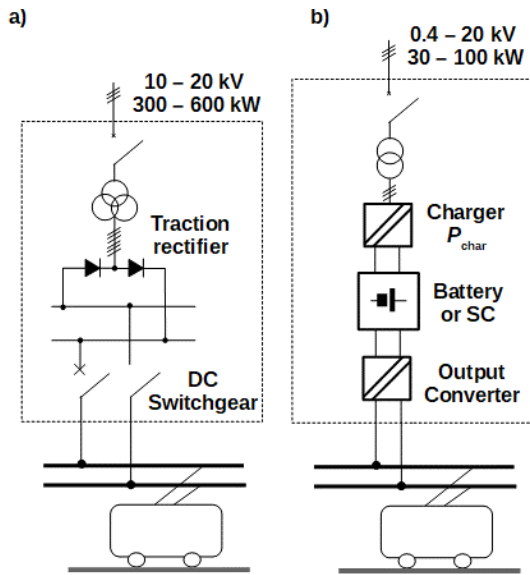 a)
10 – 20 kV
300 – 600 kW
Traction
rectifier
DC
Switchgear
b)
0.4 – 20 kV
30 – 100 kW
Charger
P_char
Battery
or SC
Output
Converter